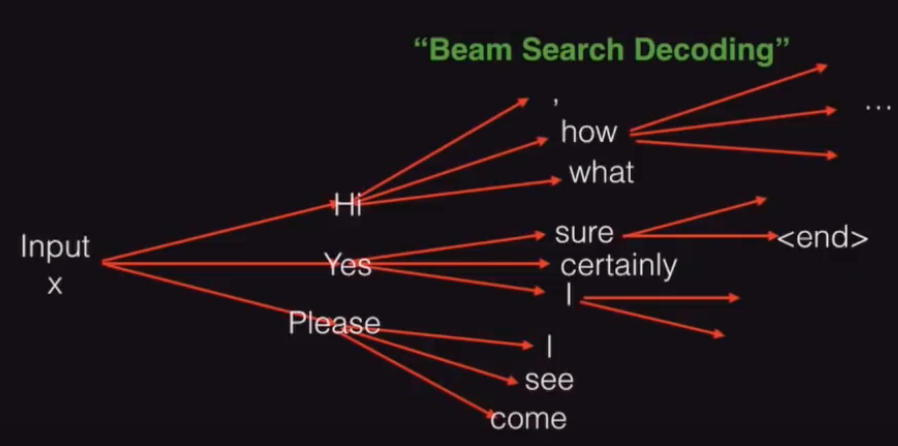 “Beam Search Decoding”
Input
x
Hi
Yes
Please
,
how
what
sure
certainly
I
I
see
come
...
<end>